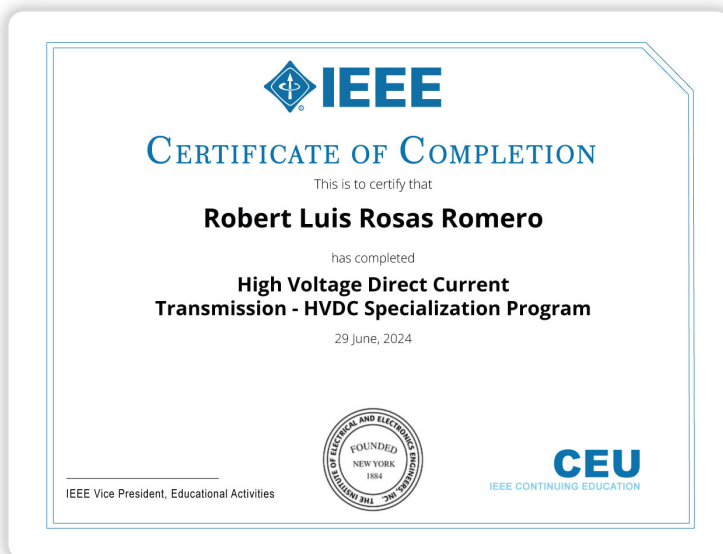 IEEE
CERTIFICATE OF COMPLETION
This is to certify that
Robert Luis Rosas Romero
has completed
High Voltage Direct Current
Transmission - HVDC Specialization Program
29 June, 2024
THE INSTITUTE OF ELECTRICAL AND ELECTRONICS ENGINEERS, INC.
FOUNDED
NEW YORK
1884
IEEE Vice President, Educational Activities
CEU
IEEE CONTINUING EDUCATION